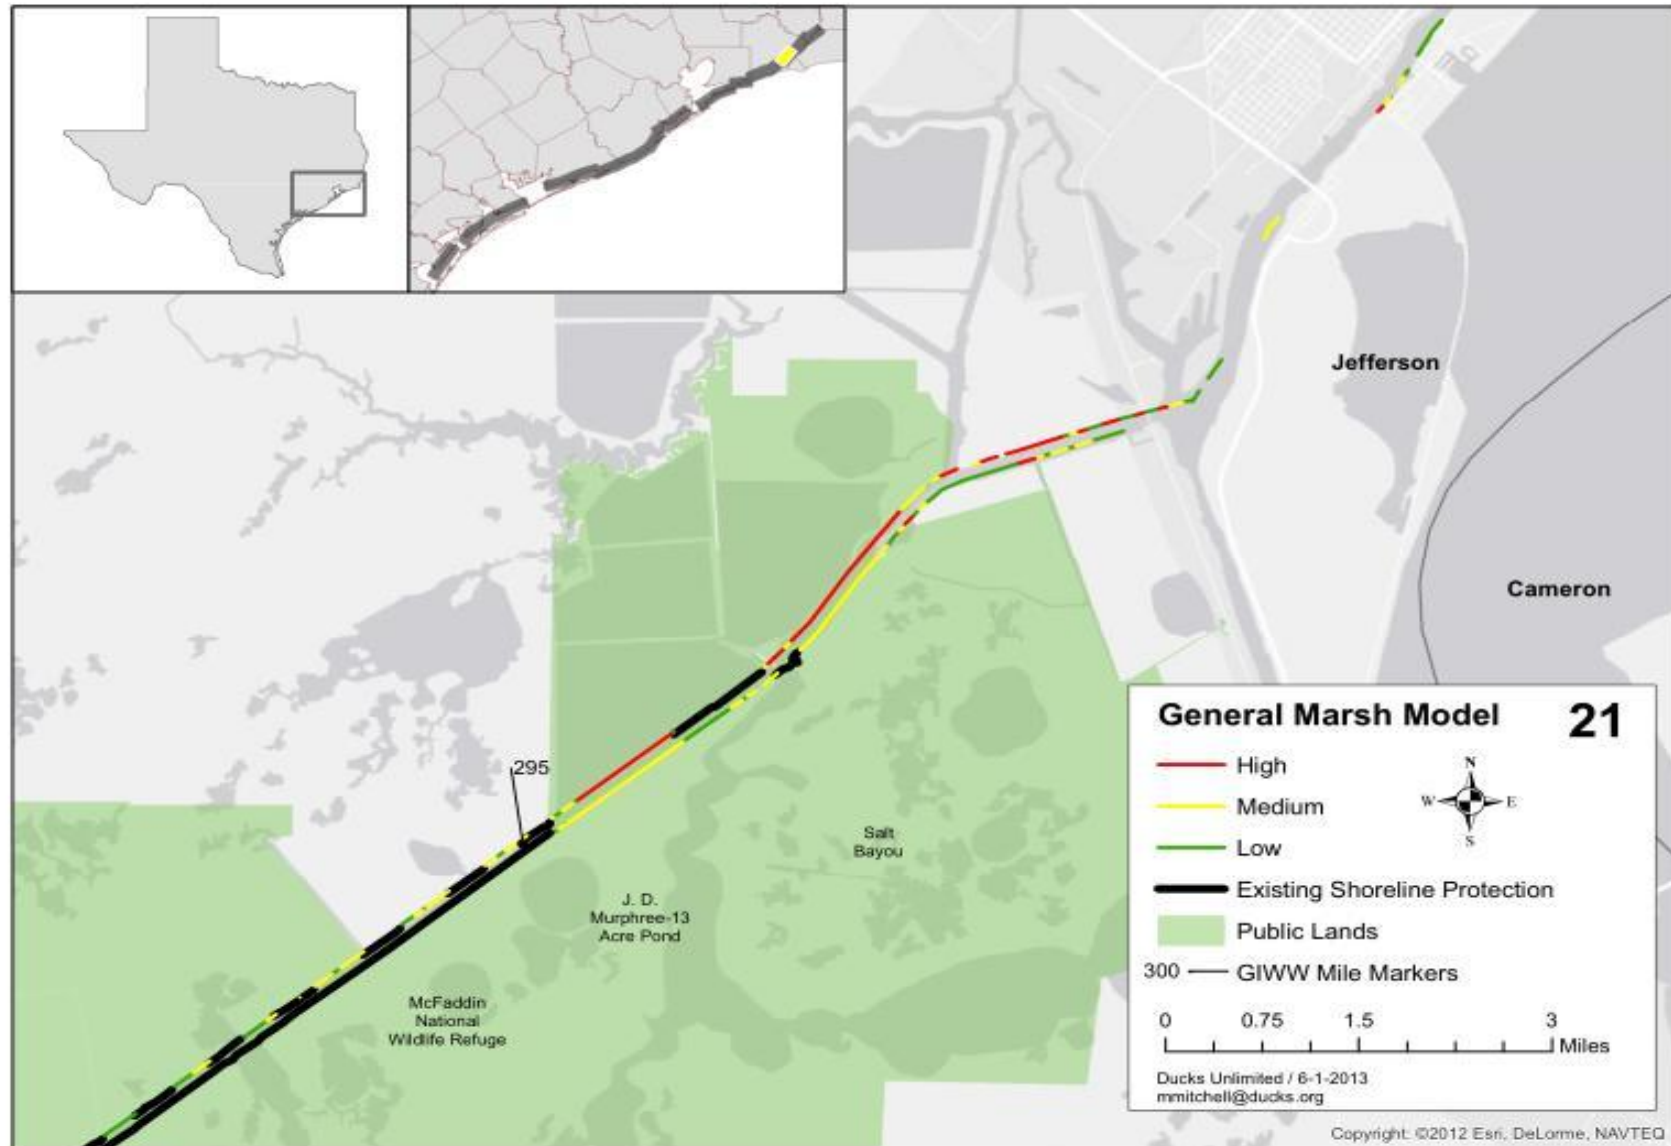 Jefferson
Cameron
295
Salt
Bayou
J. D.
Murphree-13
Acre Pond
McFaddin
National
Wildlife Refuge
General Marsh Model 21
High
Medium
Low
Existing Shoreline Protection
Public Lands
300 GIWW Mile Markers
N
W E
S
0 0.75 1.5 3
Miles
Ducks Unlimited / 6-1-2013
mmitchell@ducks.org
Copyright: ©2012 Esri, DeLorme, NAVTEQ